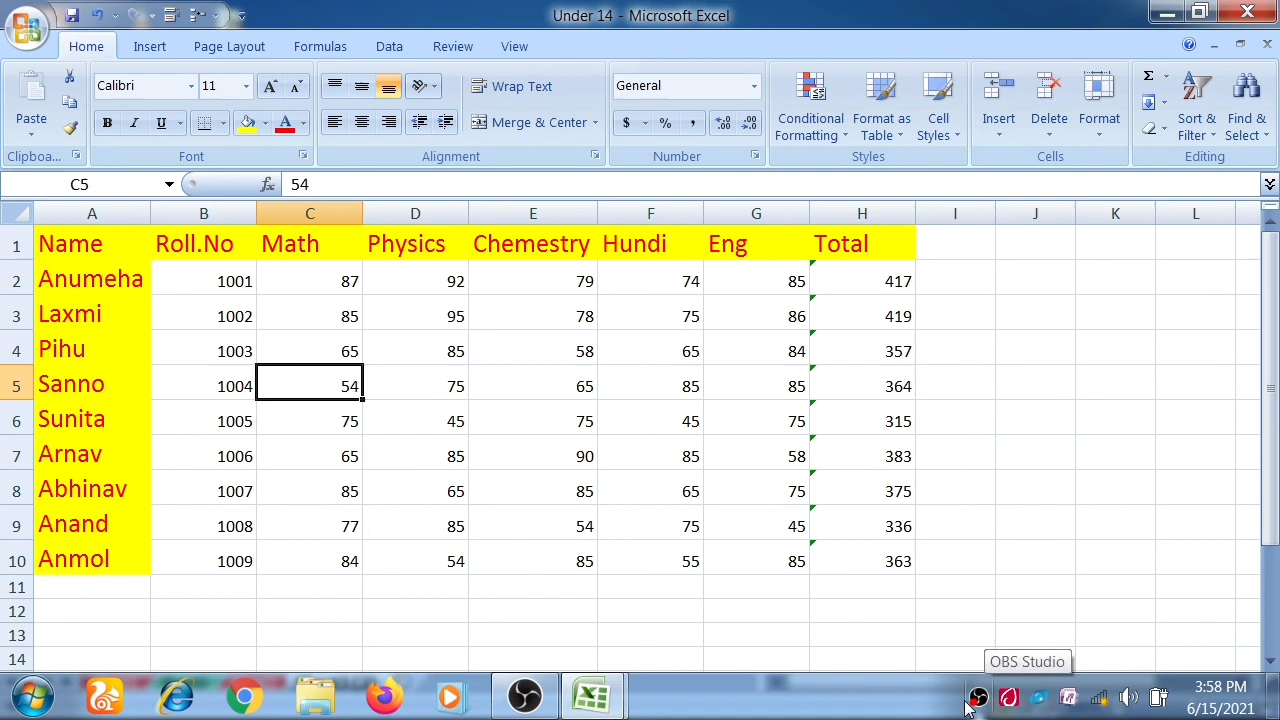 Under 14 - Microsoft Excel
Home Insert Page Layout Formulas Data Review View
Calibri 11 A A Wrap Text General Conditional Formatting Format as Table Cell Styles Insert Delete Format Σ Sort & Filter Find & Select
Paste B I U A Merge & Center $ % ,
Clipboa... Font Alignment Number Styles Cells Editing
C5 fx 54
A B C D E F G H I J K L
1 Name Roll.No Math Physics Chemestry Hundi Eng Total
2 Anumeha 1001 87 92 79 74 85 417
3 Laxmi 1002 85 95 78 75 86 419
4 Pihu 1003 65 85 58 65 84 357
5 Sanno 1004 54 75 65 85 85 364
6 Sunita 1005 75 45 75 45 75 315
7 Arnav 1006 65 85 90 85 58 383
8 Abhinav 1007 85 65 85 65 75 375
9 Anand 1008 77 85 54 75 45 336
10 Anmol 1009 84 54 85 55 85 363
11
12
13
14
OBS Studio
3:58 PM
6/15/2021